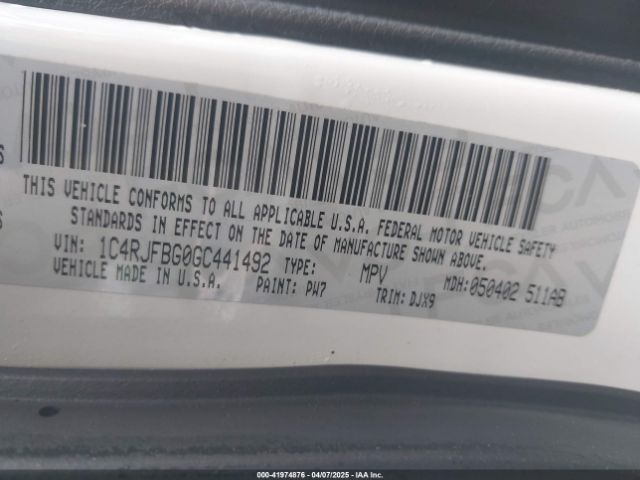 THIS VEHICLE CONFORMS TO ALL APPLICABLE U.S.A. FEDERAL MOTOR VEHICLE SAFETY
STANDARDS IN EFFECT ON THE DATE OF MANUFACTURE SHOWN ABOVE.
VIN: 1C4RJFBG0GC441492 TYPE: MPV MDH:050402 511AB
VEHICLE MADE IN U.S.A. PAINT: PW7 TRIM: DJX9
00-41974876 | 04/07/2025 - IAA, Inc.